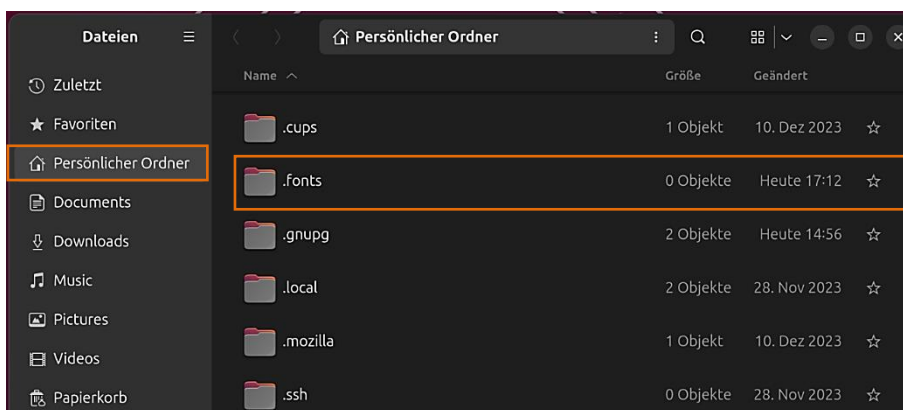 Dateien
Persönlicher Ordner
Zuletzt
Favoriten
Persönlicher Ordner
Documents
Downloads
Music
Pictures
Videos
Papierkorb
Name Größe Geändert
.cups 1 Objekt 10. Dez 2023
.fonts 0 Objekte Heute 17:12
.gnupg 2 Objekte Heute 14:56
.local 2 Objekte 28. Nov 2023
.mozilla 1 Objekt 10. Dez 2023
.ssh 0 Objekte 28. Nov 2023